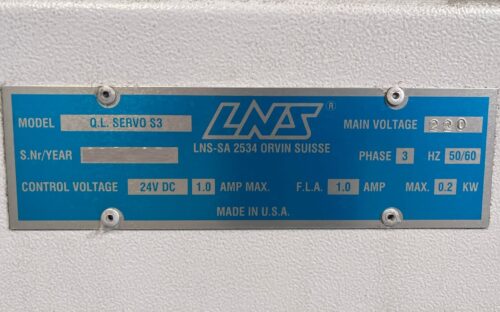 MODEL Q.L. SERVO S3 LNS® MAIN VOLTAGE 220
LNS-SA 2534 ORVIN SUISSE
S.Nr/YEAR PHASE 3 HZ 50/60
CONTROL VOLTAGE 24V DC 1.0 AMP MAX. F.L.A. 1.0 AMP MAX. 0.2 KW
MADE IN U.S.A.